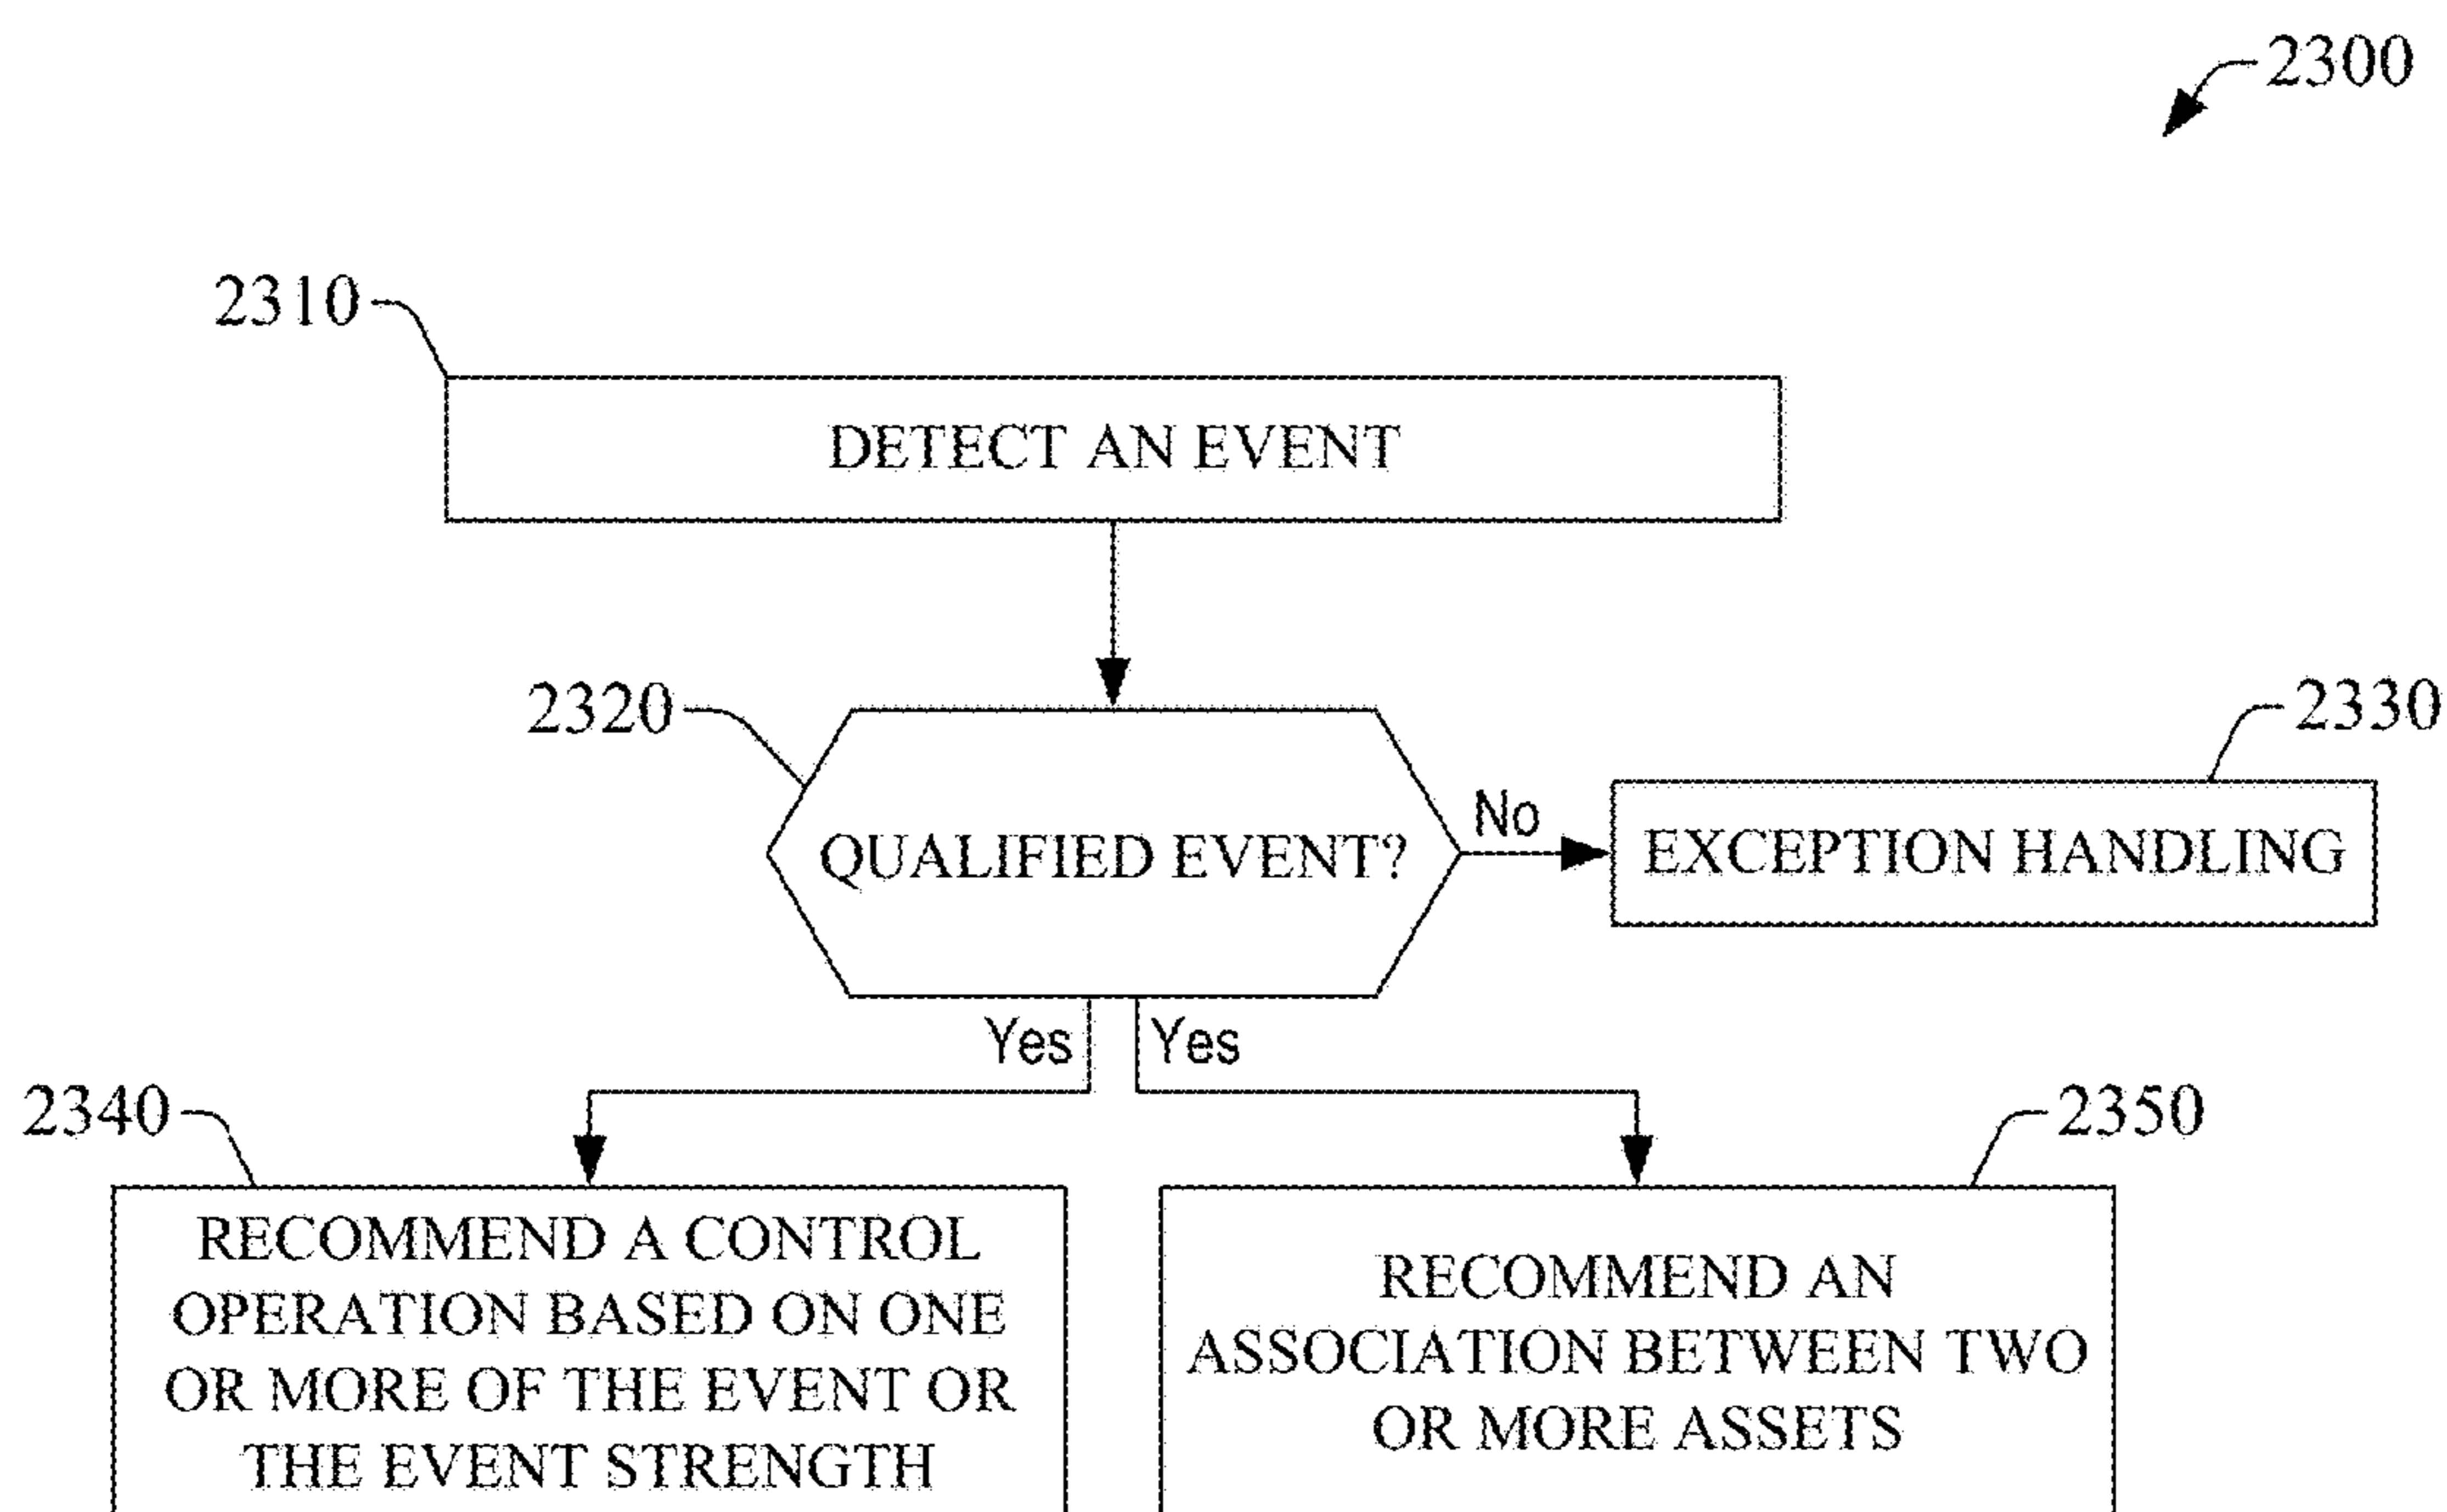 2300
2310
DETECT AN EVENT
2320
2330
QUALIFIED EVENT?
No
EXCEPTION HANDLING
Yes
Yes
2340
2350
RECOMMEND A CONTROL
OPERATION BASED ON ONE
OR MORE OF THE EVENT OR
THE EVENT STRENGTH
RECOMMEND AN
ASSOCIATION BETWEEN TWO
OR MORE ASSETS